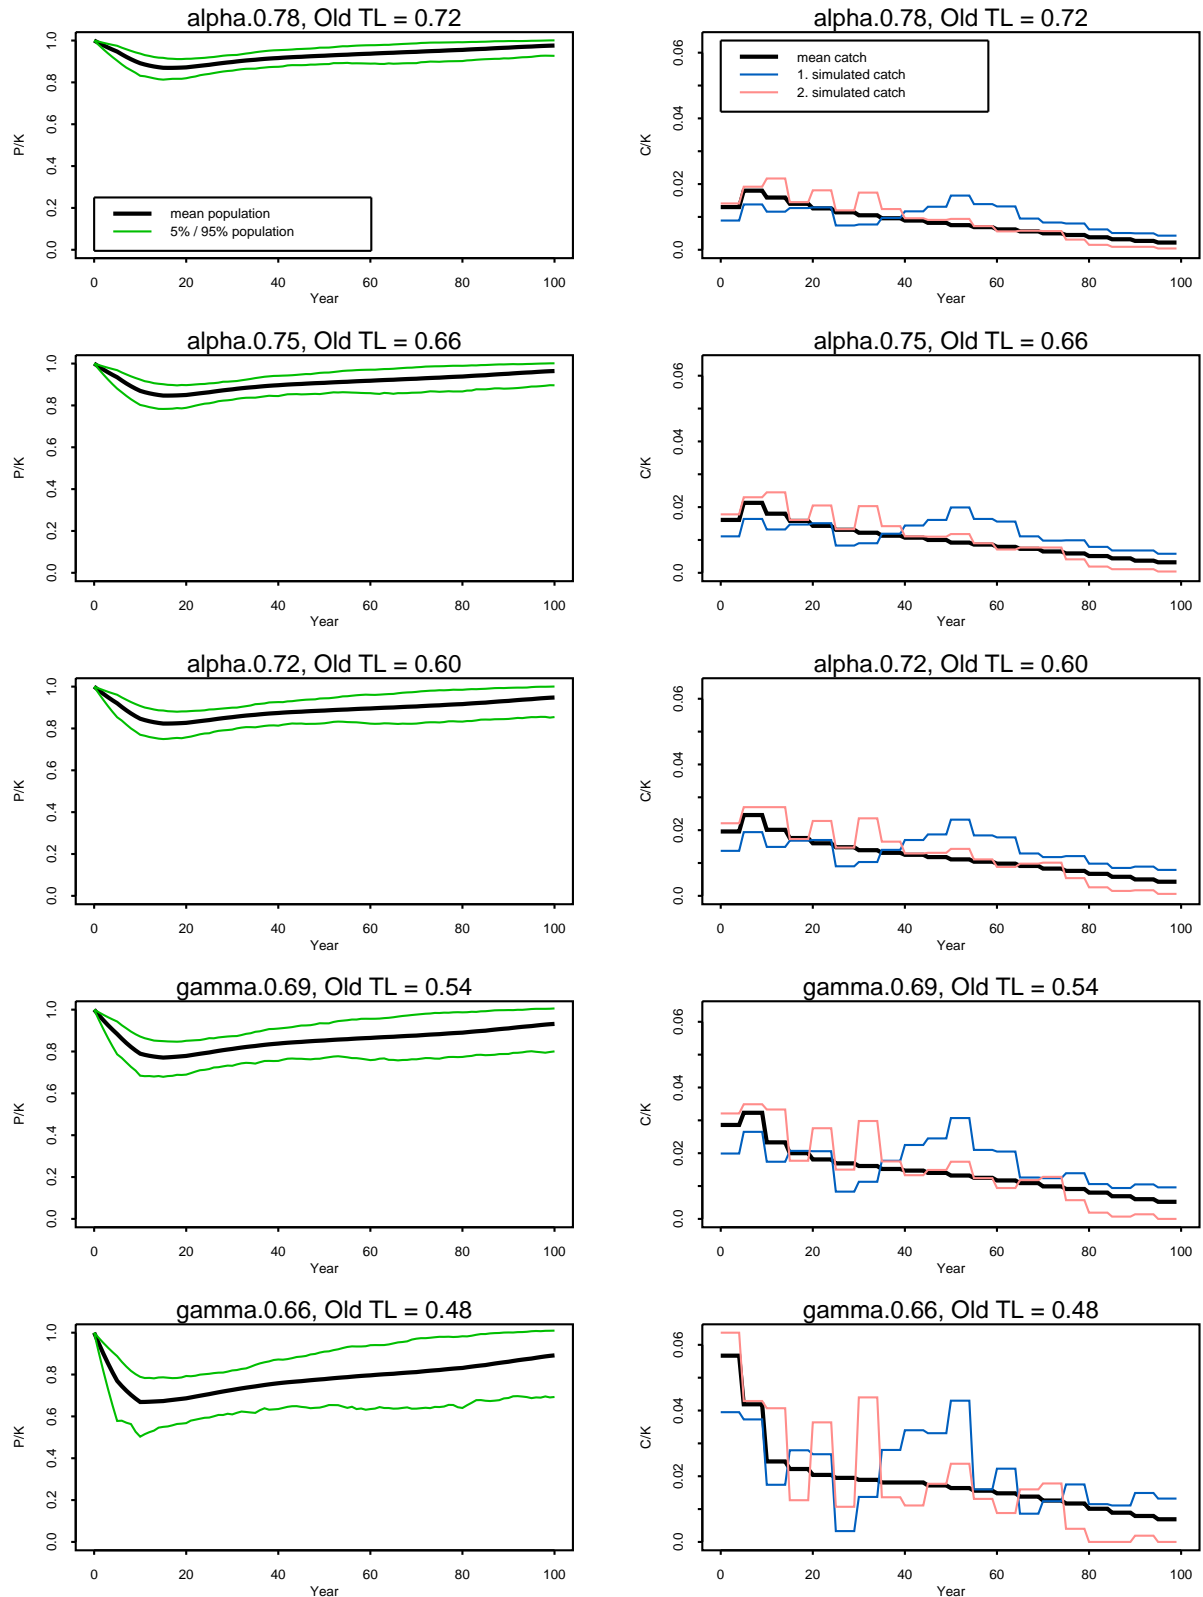 alpha.0.78, Old TL = 0.72
P/K
1.0
0.8
0.6
0.4
0.2
0.0
mean population
5% / 95% population
0 20 40 60 80 100
Year
alpha.0.78, Old TL = 0.72
C/K
0.06
0.04
0.02
0.0
mean catch
1. simulated catch
2. simulated catch
0 20 40 60 80 100
Year
alpha.0.75, Old TL = 0.66
P/K
1.0
0.8
0.6
0.4
0.2
0.0
0 20 40 60 80 100
Year
alpha.0.75, Old TL = 0.66
C/K
0.06
0.04
0.02
0.0
0 20 40 60 80 100
Year
alpha.0.72, Old TL = 0.60
P/K
1.0
0.8
0.6
0.4
0.2
0.0
0 20 40 60 80 100
Year
alpha.0.72, Old TL = 0.60
C/K
0.06
0.04
0.02
0.0
0 20 40 60 80 100
Year
gamma.0.69, Old TL = 0.54
P/K
1.0
0.8
0.6
0.4
0.2
0.0
0 20 40 60 80 100
Year
gamma.0.69, Old TL = 0.54
C/K
0.06
0.04
0.02
0.0
0 20 40 60 80 100
Year
gamma.0.66, Old TL = 0.48
P/K
1.0
0.8
0.6
0.4
0.2
0.0
0 20 40 60 80 100
Year
gamma.0.66, Old TL = 0.48
C/K
0.06
0.04
0.02
0.0
0 20 40 60 80 100
Year